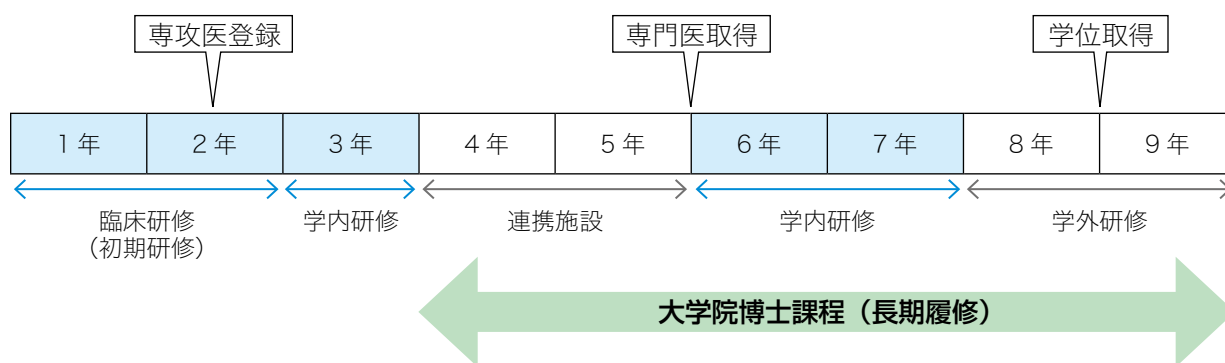 専攻医登録
専門医取得
学位取得
1年
2年
3年
4年
5年
6年
7年
8年
9年
臨床研修
（初期研修）
学内研修
連携施設
学内研修
学外研修
大学院博士課程（長期履修）